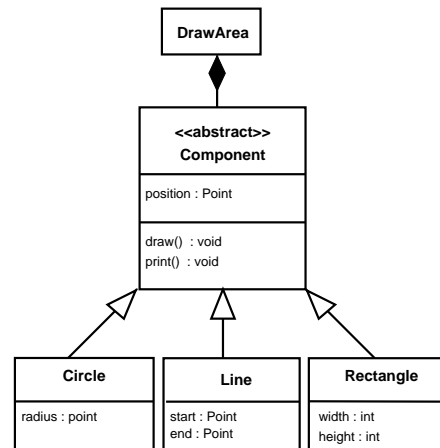 DrawArea
<<abstract>>
Component
position : Point
draw() : void
print() : void
Circle
radius : point
Line
start : Point
end : Point
Rectangle
width : int
height : int